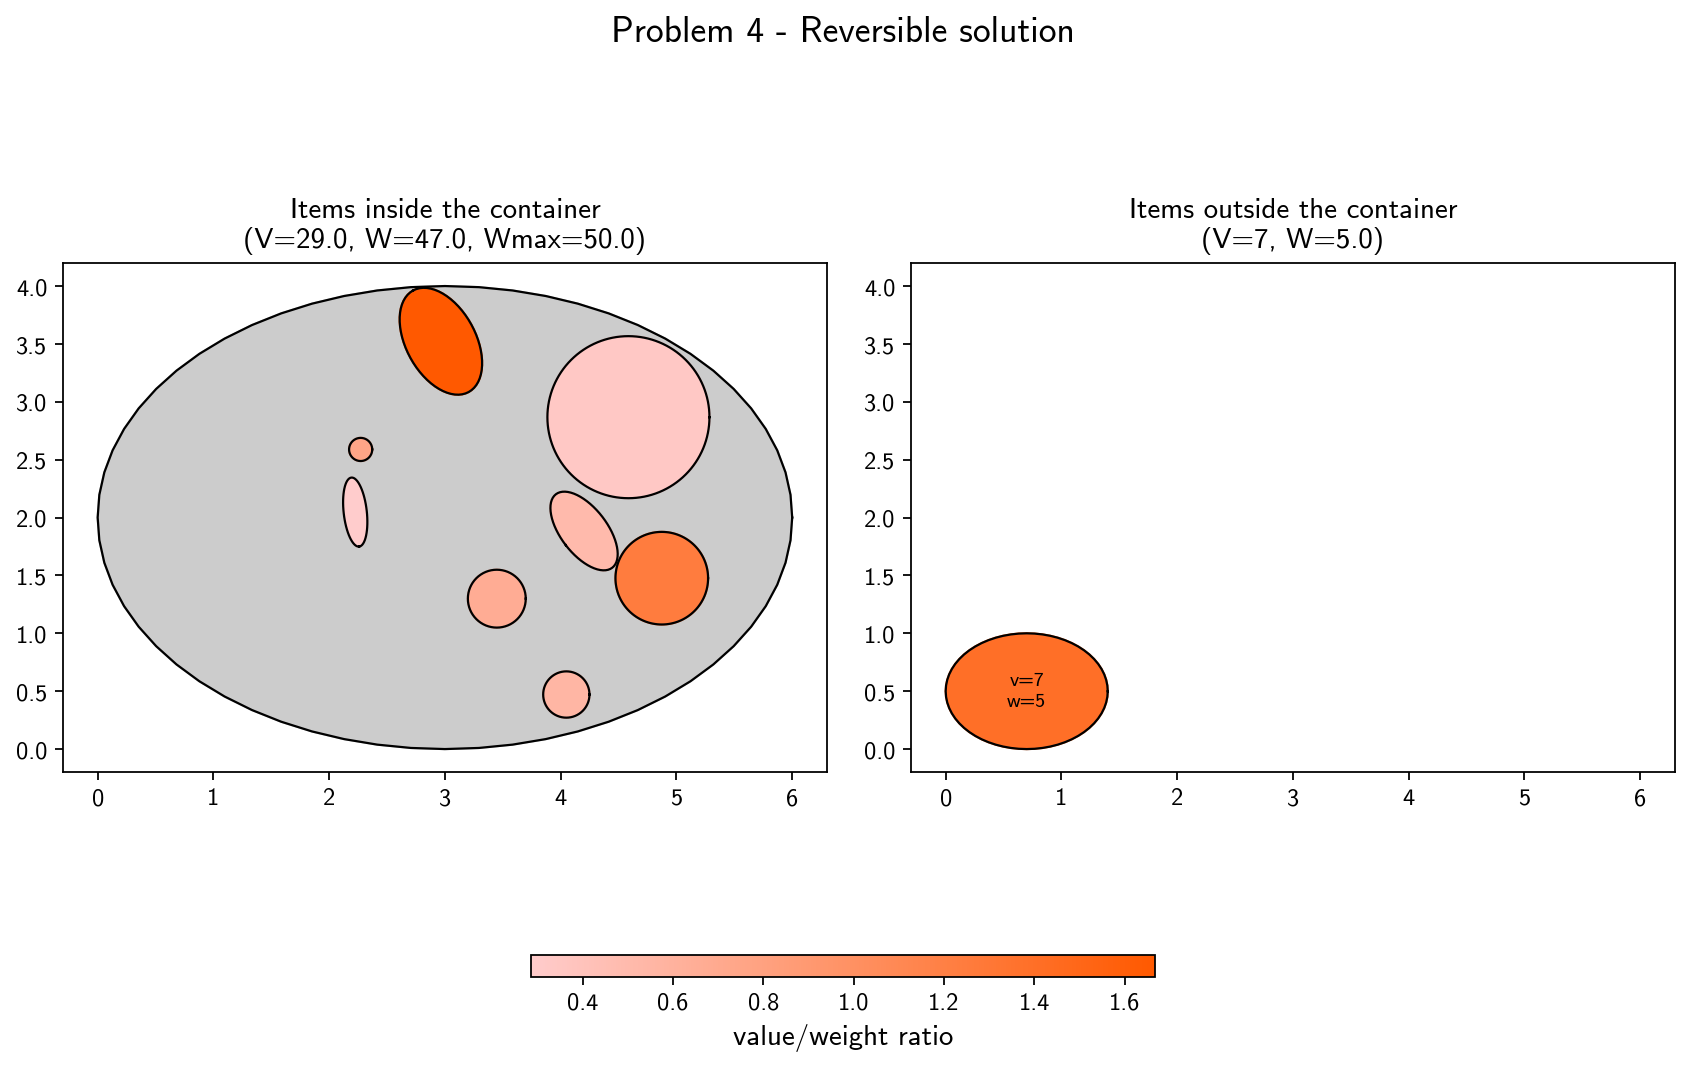 Problem 4 - Reversible solution
Items inside the container
(V=29.0, W=47.0, Wmax=50.0)
4.0
3.5
3.0
2.5
2.0
1.5
1.0
0.5
0.0
0 1 2 3 4 5 6
Items outside the container
(V=7, W=5.0)
4.0
3.5
3.0
2.5
2.0
1.5
1.0
0.5
0.0
v=7
w=5
0 1 2 3 4 5 6
0.4 0.6 0.8 1.0 1.2 1.4 1.6
value/weight ratio